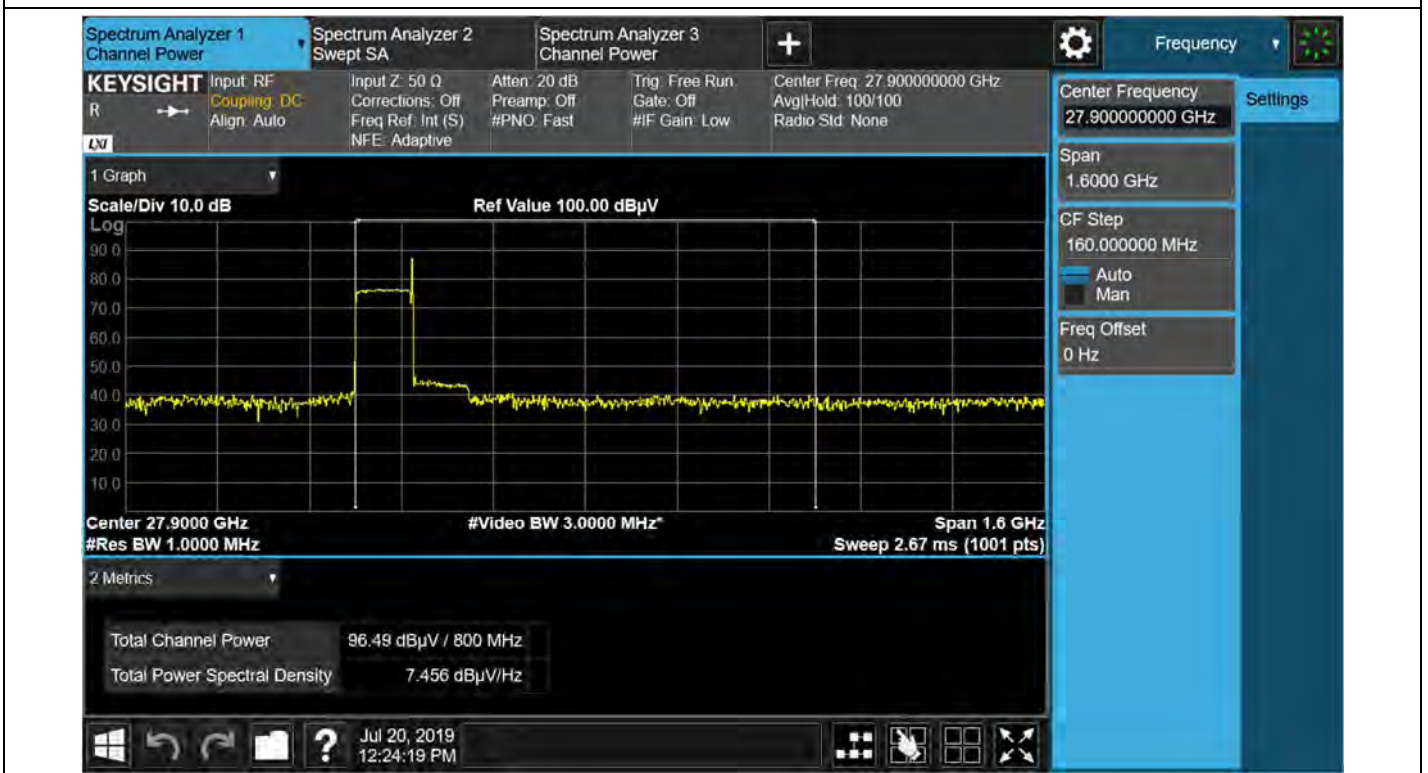 Spectrum Analyzer 1
Channel Power
Spectrum Analyzer 2
Swept SA
Spectrum Analyzer 3
Channel Power
Frequency
KEYSIGHT
R
LXI
Input: RF
Coupling: DC
Align: Auto
Input Z: 50 Ω
Corrections: Off
Freq Ref: Int (S)
NFE: Adaptive
Atten: 20 dB
Preamp: Off
#PNO: Fast
Trig: Free Run
Gate: Off
#IF Gain: Low
Center Freq: 27.900000000 GHz
Avg|Hold: 100/100
Radio Std: None
Center Frequency
27.900000000 GHz
Settings
Span
1.6000 GHz
CF Step
160.000000 MHz
Auto
Man
Freq Offset
0 Hz
1 Graph
Scale/Div 10.0 dB
Ref Value 100.00 dBµV
Log
90.0
80.0
70.0
60.0
50.0
40.0
30.0
20.0
10.0
Center 27.9000 GHz
#Video BW 3.0000 MHz*
Span 1.6 GHz
#Res BW 1.0000 MHz
Sweep 2.67 ms (1001 pts)
2 Metrics
Total Channel Power
96.49 dBµV / 800 MHz
Total Power Spectral Density
7.456 dBµV/Hz
?
Jul 20, 2019
12:24:19 PM